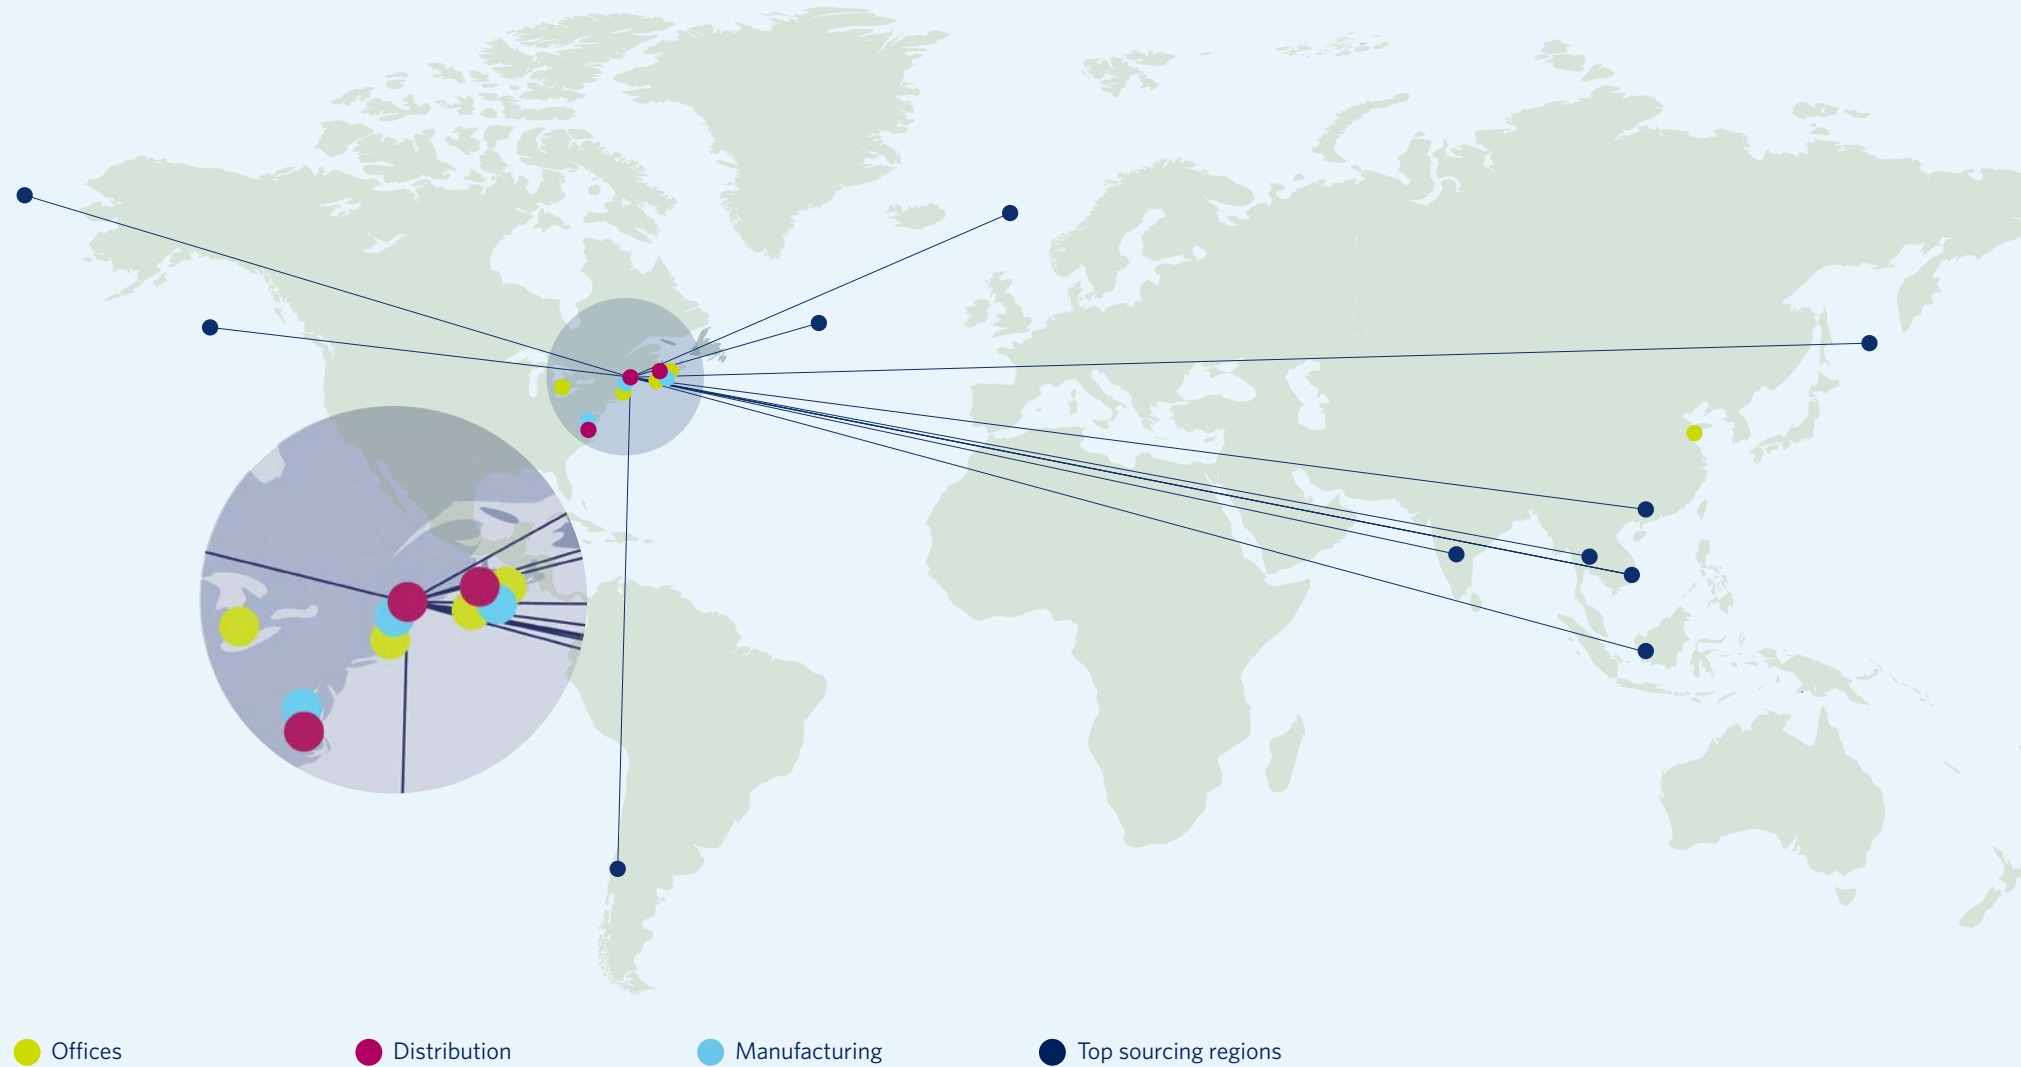 Offices
Distribution
Manufacturing
Top sourcing regions